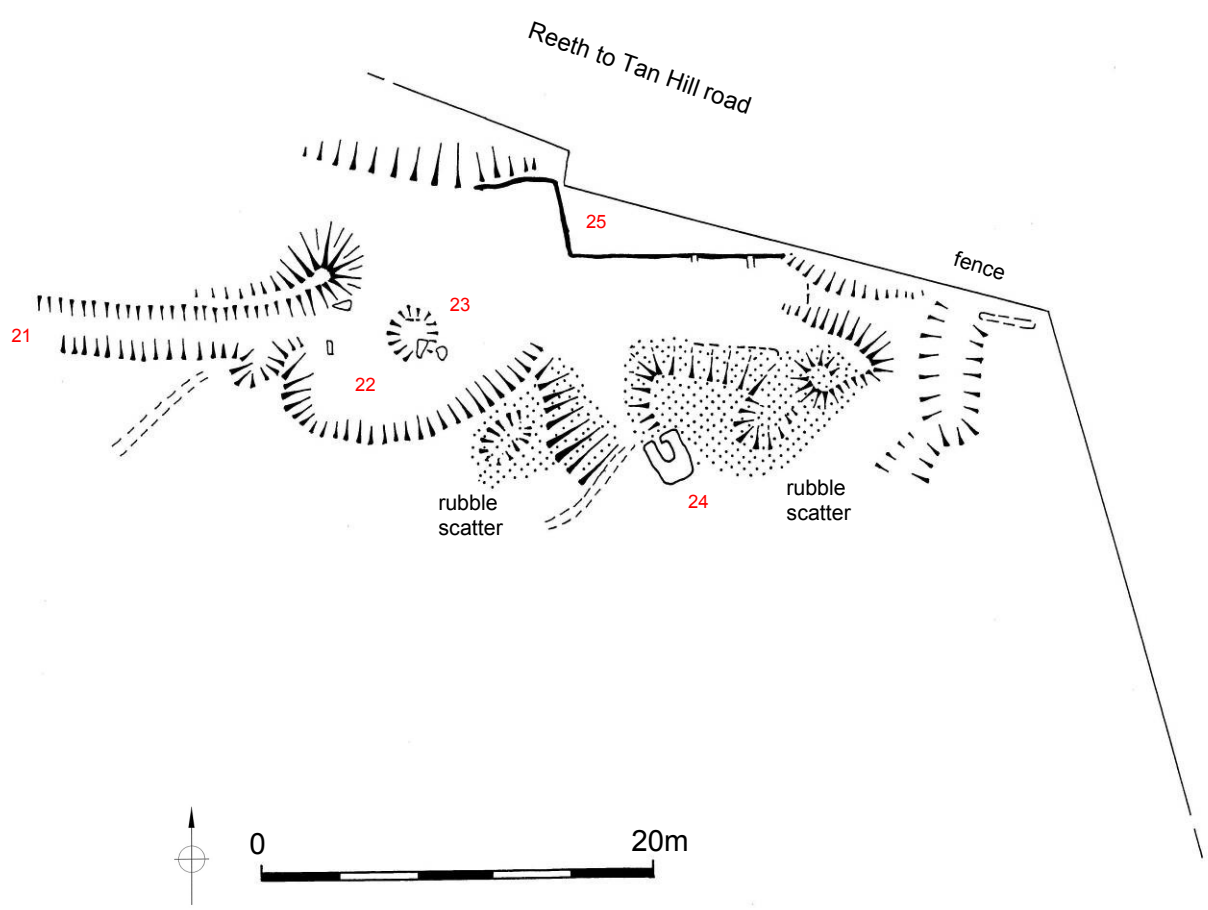 Reeth to Tan Hill road
25
fence
23
21
22
rubble
scatter
24
rubble
scatter
0
20m